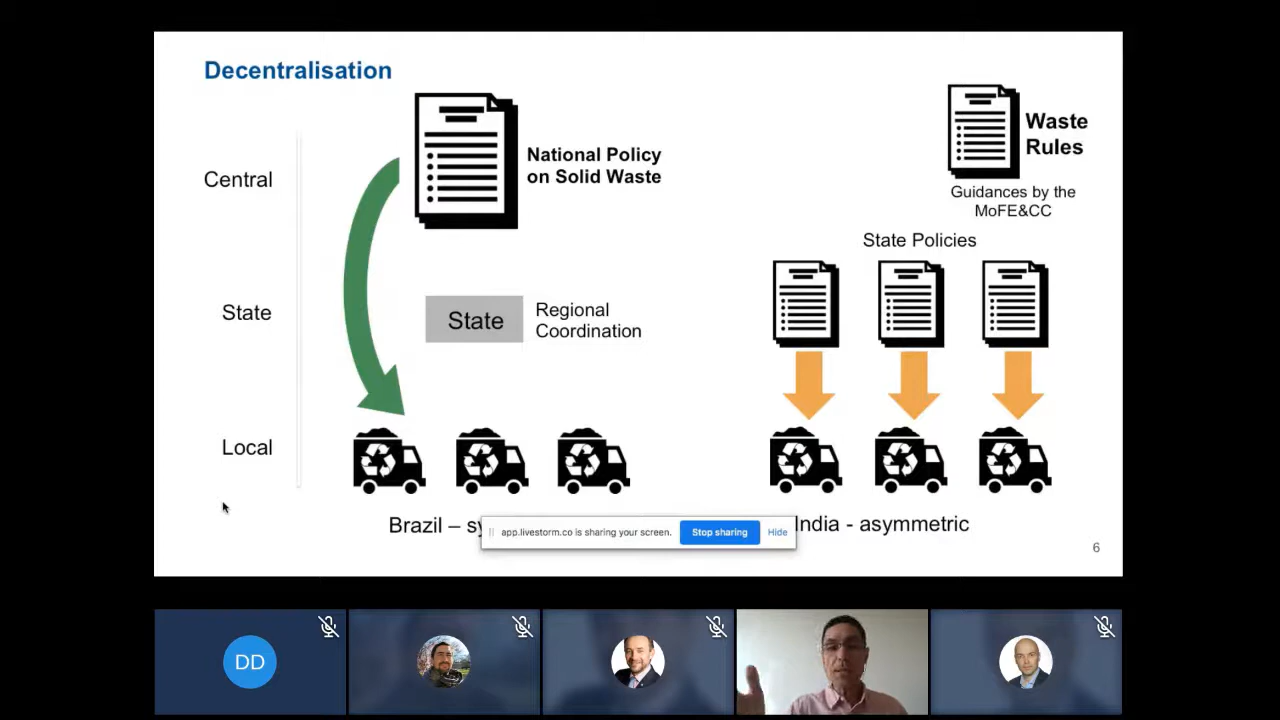 Decentralisation
Central
National Policy
on Solid Waste
Waste
Rules
Guidances by the
MoFE&CC
State Policies
State
State
Regional
Coordination
Local
Brazil – sy
India - asymmetric
app.livestorm.co is sharing your screen.
Stop sharing
Hide
6
DD